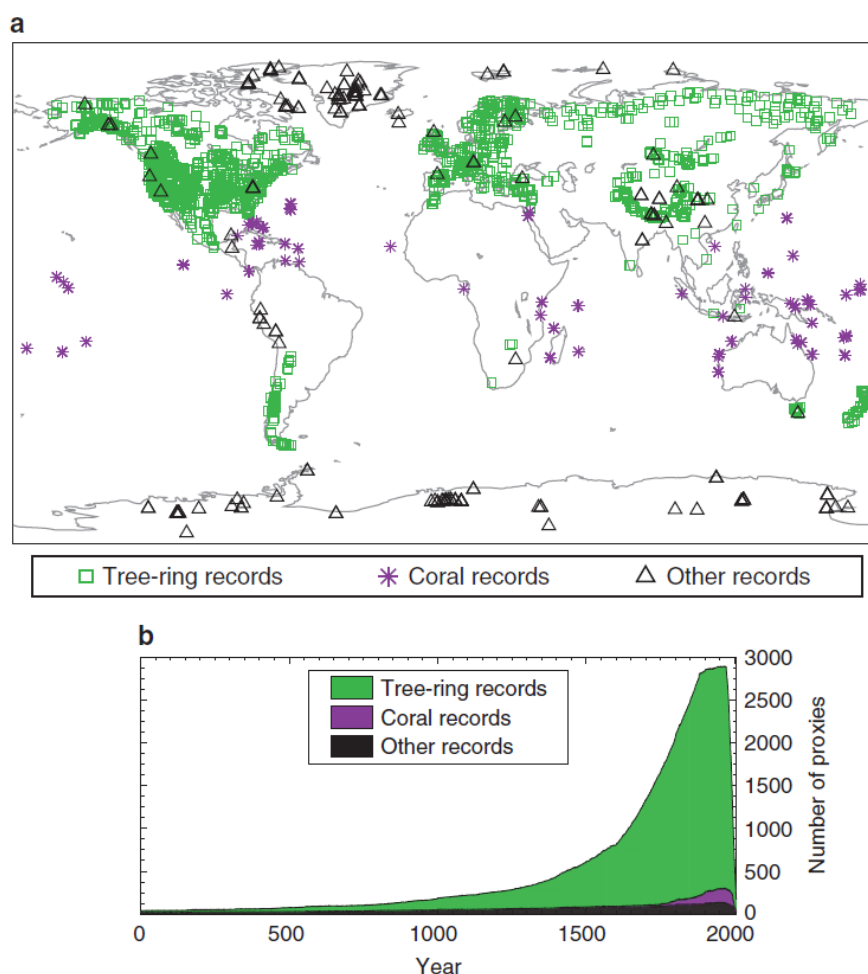 a
Tree-ring records Coral records Other records
b
Tree-ring records
Coral records
Other records
3000
2500
2000
1500
1000
500
0
Number of proxies
0 500 1000 1500 2000
Year